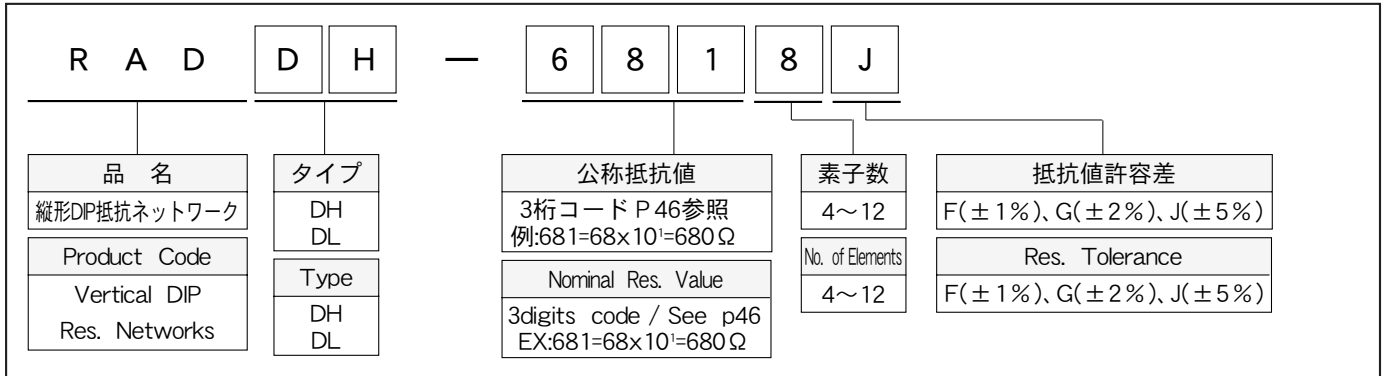 R A D D H — 6 8 1 8 J
品 名
縦形DIP抵抗ネットワーク
Product Code
Vertical DIP
Res. Networks
タイプ
DH
DL
Type
DH
DL
公称抵抗値
3桁コード P 46参照
例:681=68×10¹=680Ω
Nominal Res. Value
3digits code / See p46
EX:681=68×10¹=680Ω
素子数
4～12
No. of Elements
4～12
抵抗値許容差
F(±1%)、G(±2%)、J(±5%)
Res. Tolerance
F(±1%)、G(±2%)、J(±5%)